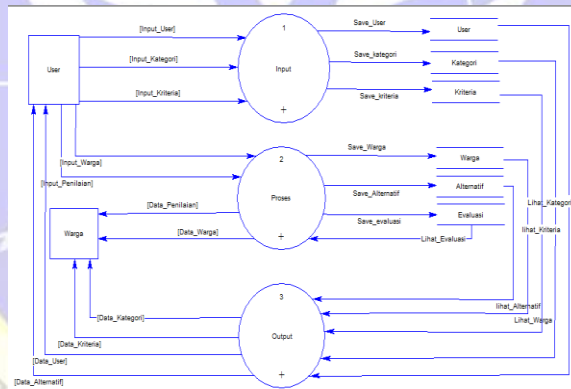 [Input_User]
1
Save_User
User
User
[Input_Kategori]
Input
Save_kategori
Kategori
[Input_Kriteria]
Save_kriteria
Kriteria
+
[Input_Warga]
2
Save_Warga
Warga
[Input_Penilaian]
Proses
Save_Alternatif
Alternatif
Lihat_Kategori
[Data_Penilaian]
Save_evaluasi
Evaluasi
lihat_Kriteria
Warga
[Data_Warga]
+
Lihat_Evaluasi
3
lihat_Alternatif
[Data_Kategori]
Output
Lihat_Warga
[Data_Kriteria]
[Data_User]
+
[Data_Alternatif]